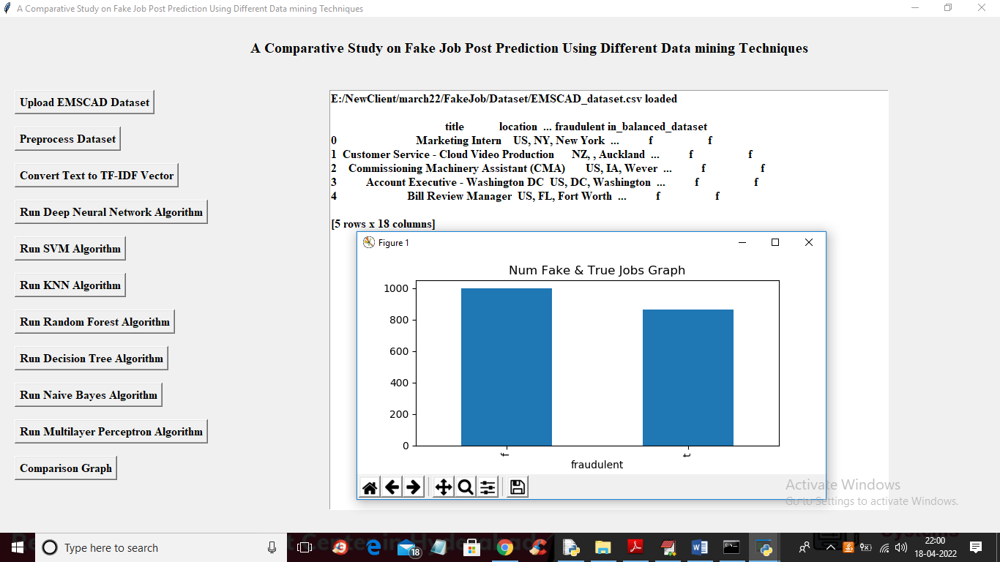 A Comparative Study on Fake Job Post Prediction Using Different Data mining Techniques
A Comparative Study on Fake Job Post Prediction Using Different Data mining Techniques
Upload EMSCAD Dataset
Preprocess Dataset
Convert Text to TF-IDF Vector
Run Deep Neural Network Algorithm
Run SVM Algorithm
Run KNN Algorithm
Run Random Forest Algorithm
Run Decision Tree Algorithm
Run Naive Bayes Algorithm
Run Multilayer Perceptron Algorithm
Comparison Graph
E:/NewClient/march22/FakeJob/Dataset/EMSCAD_dataset.csv loaded
title location ... fraudulent in_balanced_dataset
0 Marketing Intern US, NY, New York ... f f
1 Customer Service - Cloud Video Production NZ, , Auckland ... f f
2 Commissioning Machinery Assistant (CMA) US, IA, Wever ... f f
3 Account Executive - Washington DC US, DC, Washington ... f f
4 Bill Review Manager US, FL, Fort Worth ... f f
[5 rows x 18 columns]
Figure 1
Num Fake & True Jobs Graph
1000
800
600
400
200
0
f t
fraudulent
Activate Windows
Go to Settings to activate Windows.
Type here to search
18
22:00
18-04-2022